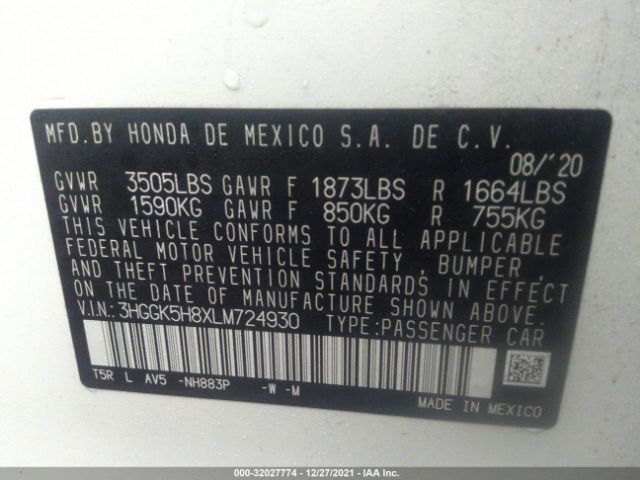 MFD.BY HONDA DE MEXICO S.A. DE C.V.
08/'20
GVWR 3505LBS GAWR F 1873LBS R 1664LBS
GVWR 1590KG GAWR F 850KG R 755KG
THIS VEHICLE CONFORMS TO ALL APPLICABLE
FEDERAL MOTOR VEHICLE SAFETY, BUMPER,
AND THEFT PREVENTION STANDARDS IN EFFECT
ON THE DATE OF MANUFACTURE SHOWN ABOVE.
V.I.N.: 3HGGK5H8XLM724930 TYPE:PASSENGER CAR
T5R L AV5 -NH883P -W -M
MADE IN MEXICO
000-32027774 - 12/27/2021 - IAA Inc.